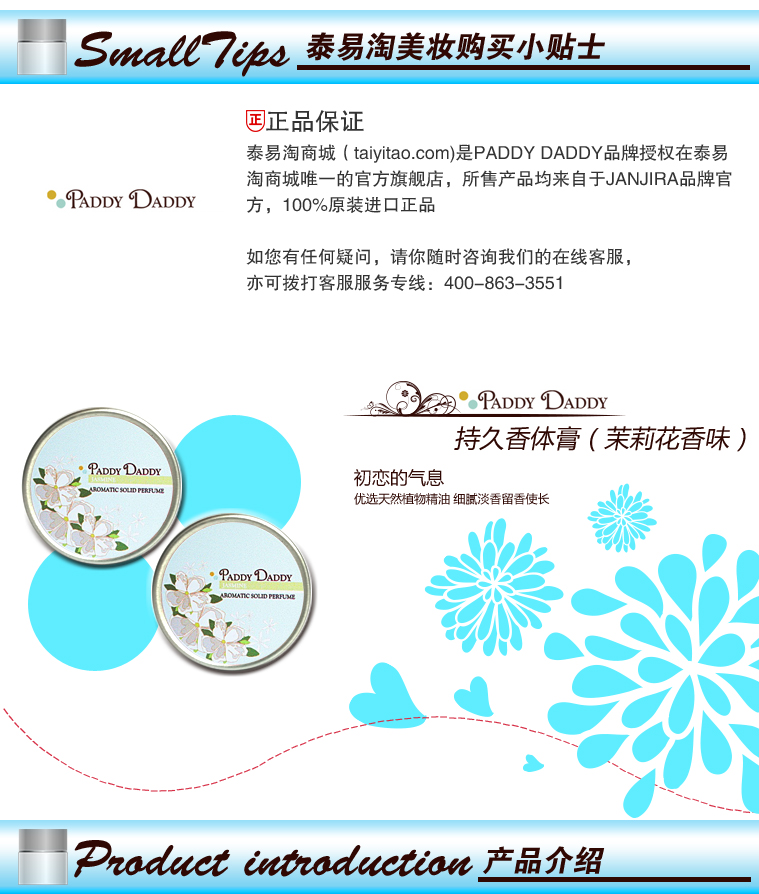 Small Tips 泰易淘美妆购买小贴士
正 正品保证
泰易淘商城（taiyitao.com)是PADDY DADDY品牌授权在泰易
淘商城唯一的官方旗舰店，所售产品均来自于JANJIRA品牌官
方，100%原装进口正品
PADDY DADDY
如您有任何疑问，请你随时咨询我们的在线客服，
亦可拨打客服服务专线：400-863-3551
PADDY DADDY
持久香体膏（茉莉花香味）
初恋的气息
优选天然植物精油 细腻淡香留香使长
PADDY DADDY
JASMINE
AROMATIC SOLID PERFUME
PADDY DADDY
JASMINE
AROMATIC SOLID PERFUME
Product introduction 产品介绍